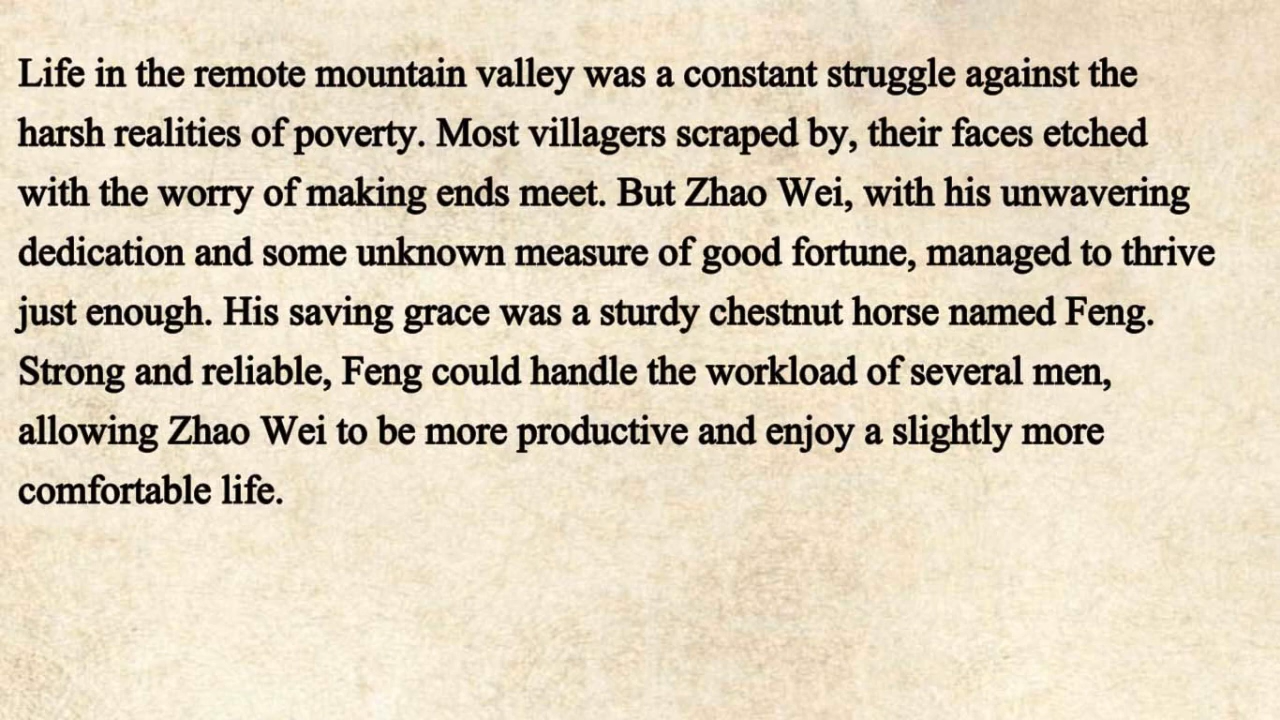 Life in the remote mountain valley was a constant struggle against the
harsh realities of poverty. Most villagers scraped by, their faces etched
with the worry of making ends meet. But Zhao Wei, with his unwavering
dedication and some unknown measure of good fortune, managed to thrive
just enough. His saving grace was a sturdy chestnut horse named Feng.
Strong and reliable, Feng could handle the workload of several men,
allowing Zhao Wei to be more productive and enjoy a slightly more
comfortable life.